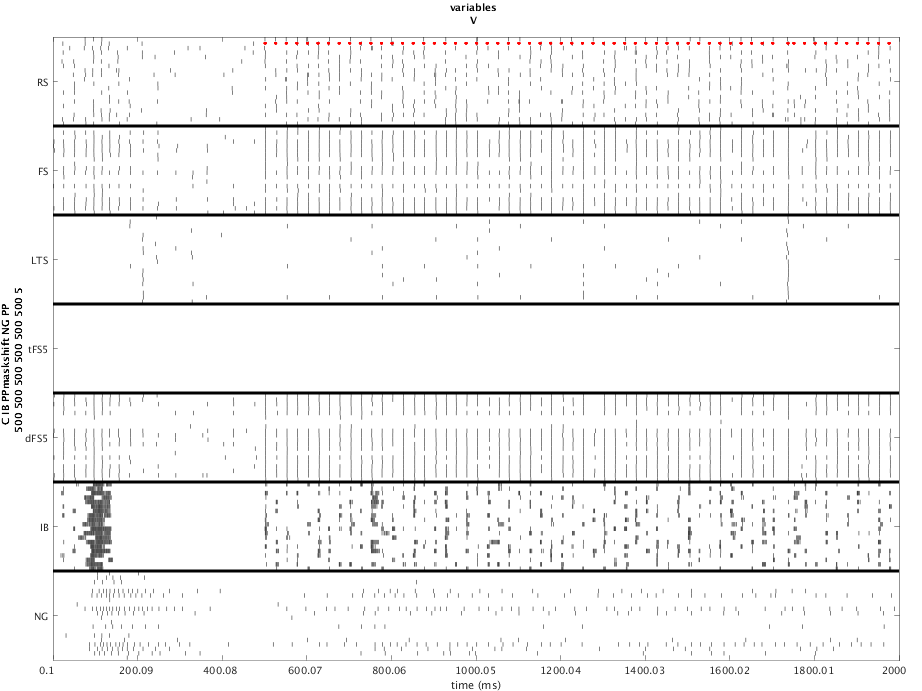 variables
V
RS
FS
LTS
tFS5
dFS5
IB
NG
C IB PPmaskshift NG PP
500 500 500 500 500 500 5
0.1 200.09 400.08 600.07 800.06 1000.05 1200.04 1400.03 1600.02 1800.01 2000
time (ms)